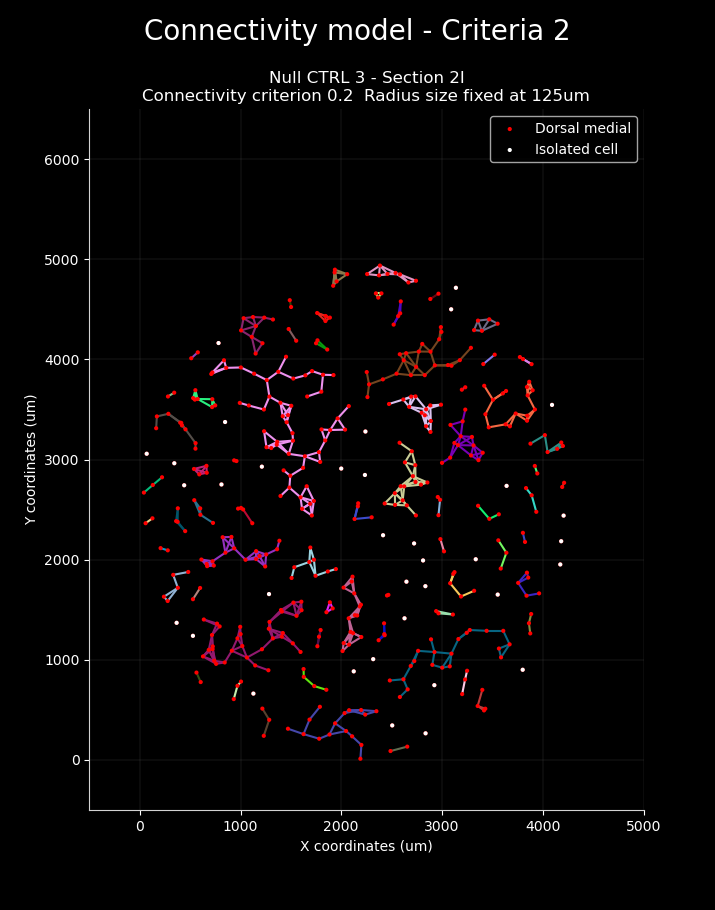 Connectivity model - Criteria 2
Null CTRL 3 - Section 2l
Connectivity criterion 0.2  Radius size fixed at 125um
Dorsal medial
Isolated cell
6000
5000
4000
3000
2000
1000
0
Y coordinates (um)
0
1000
2000
3000
4000
5000
X coordinates (um)